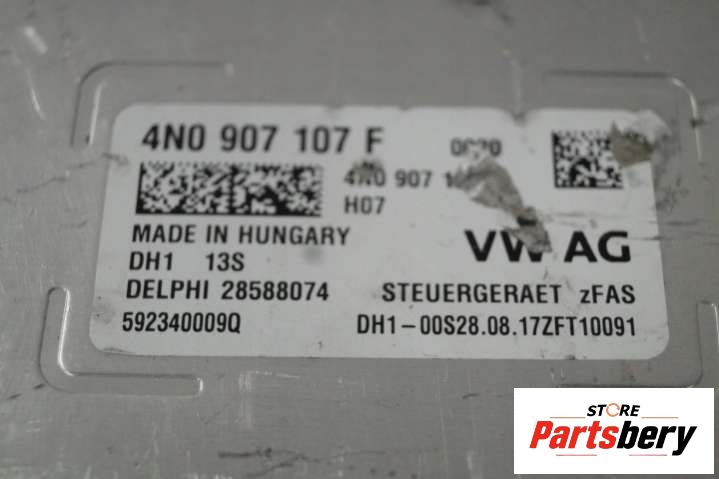 4N0 907 107 F
4N0 907
H07
MADE IN HUNGARY
VW AG
DH1 13S
DELPHI 28588074 STEUERGERAET zFAS
592340009Q DH1-00S28.08.17ZFT10091
STORE
Partsbery